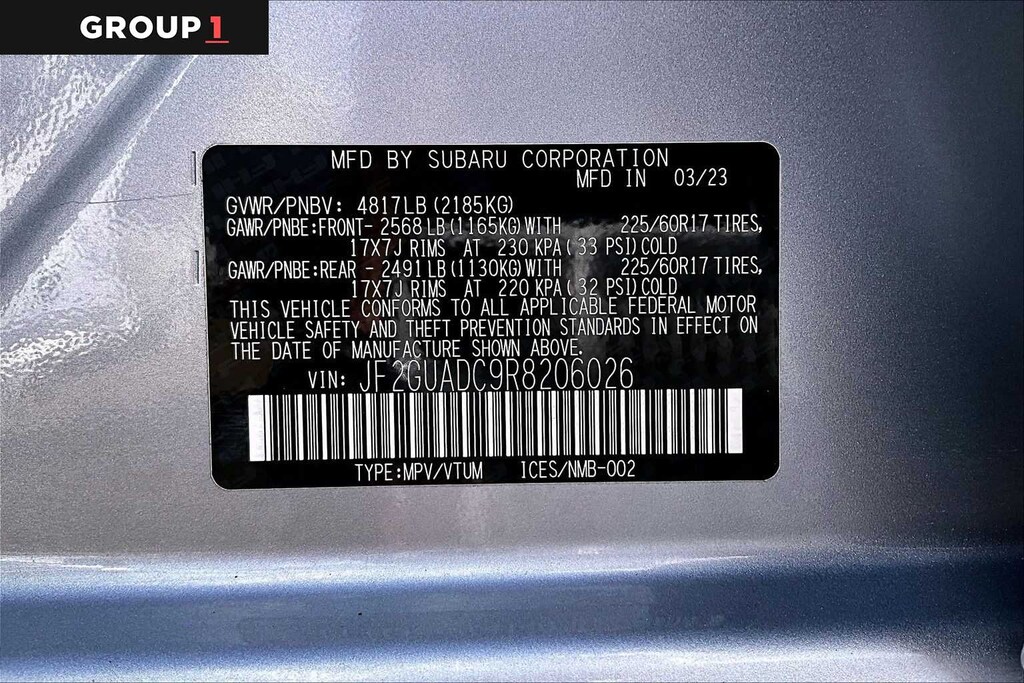 GROUP 1
MFD BY SUBARU CORPORATION
MFD IN 03/23
GVWR/PNBV: 4817LB(2185KG)
GAWR/PNBE:FRONT- 2568LB(1165KG)WITH 225/60R17 TIRES,
17X7J RIMS AT 230 KPA( 33 PSI)COLD
GAWR/PNBE:REAR - 2491LB(1130KG)WITH 225/60R17 TIRES,
17X7J RIMS AT 220 KPA( 32 PSI)COLD
THIS VEHICLE CONFORMS TO ALL APPLICABLE FEDERAL MOTOR
VEHICLE SAFETY AND THEFT PREVENTION STANDARDS IN EFFECT ON
THE DATE OF MANUFACTURE SHOWN ABOVE.
VIN: JF2GUADC9R8206026
TYPE:MPV/VTUM ICES/NMB-002